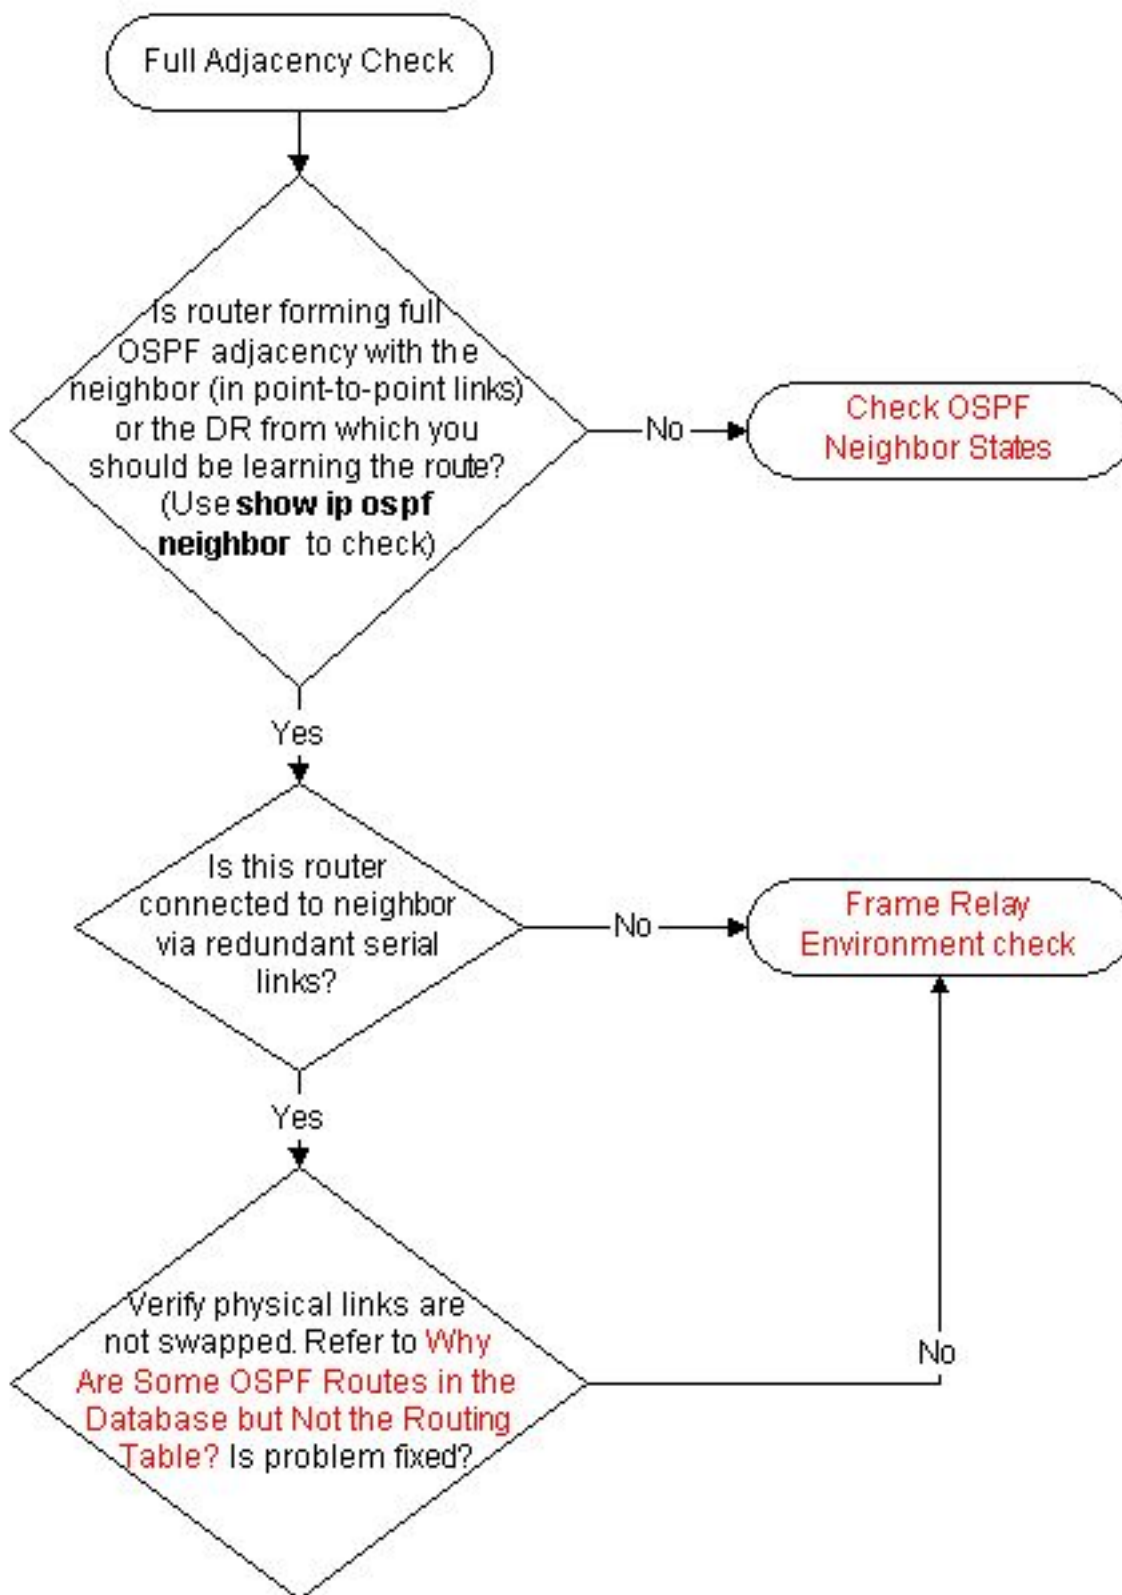 Full Adjacency Check
Is router forming full
OSPF adjacency with the
neighbor (in point-to-point links)
or the DR from which you
should be learning the route?
(Use show ip ospf
neighbor to check)
No
Check OSPF
Neighbor States
Yes
Is this router
connected to neighbor
via redundant serial
links?
No
Frame Relay
Environment check
Yes
Verify physical links are
not swapped. Refer to Why
Are Some OSPF Routes in the
Database but Not the Routing
Table? Is problem fixed?
No